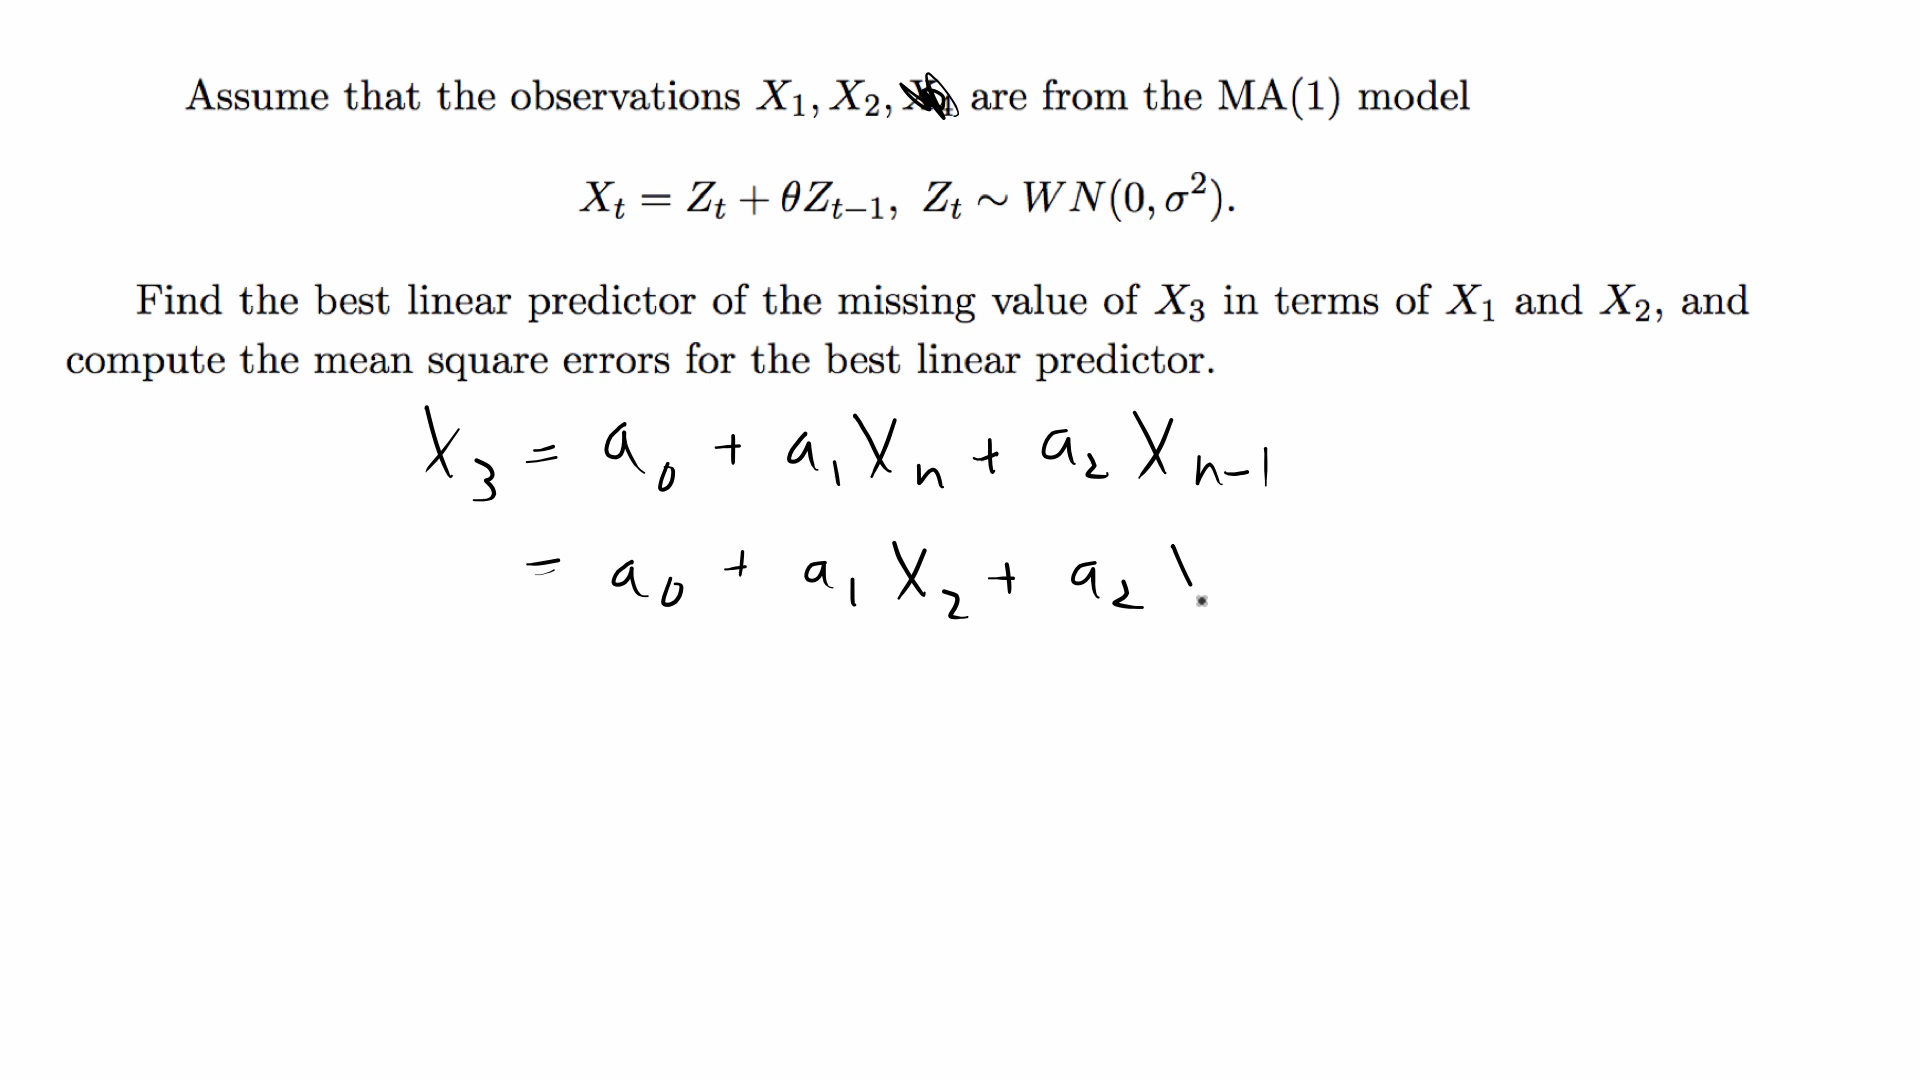 Assume that the observations X₁, X₂, are from the MA(1) model
Xₜ = Zₜ + θZₜ₋₁, Zₜ ∼ WN(0, σ²).
Find the best linear predictor of the missing value of X₃ in terms of X₁ and X₂, and
compute the mean square errors for the best linear predictor.
X₃ = a₀ + a₁Xₙ + a₂Xₙ₋₁
= a₀ + a₁X₂ + a₂